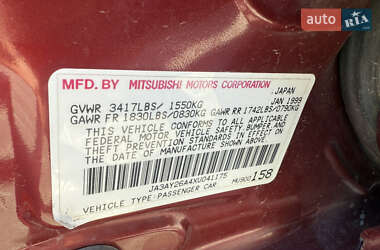 auto.RIA.com
MFD. BY MITSUBISHI MOTORS CORPORATION
JAPAN
GVWR 3417LBS/ 1550KG JAN 1999
GAWR FR 1830LBS/0830KG GAWR RR 1742LBS/0790KG
THIS VEHICLE CONFORMS TO ALL APPLICABLE
FEDERAL MOTOR VEHICLE SAFETY, BUMPER,
AND THEFT PREVENTION STANDARDS IN EFFECT
ON THE DATE OF MANUFACTURE SHOWN ABOVE.
JA3AY26A4XU041175
VEHICLE TYPE:PASSENGER CAR MU900158